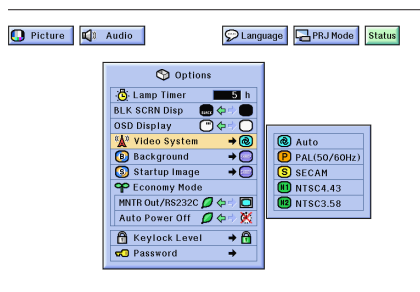 Picture
Audio
Language
PRJ Mode
Status
Options
Lamp Timer 5 h
BLK SCRN Disp
OSD Display
Video System
Background
Startup Image
Economy Mode
MNTR Out/RS232C
Auto Power Off
Keylock Level
Password
Auto
P PAL(50/60Hz)
S SECAM
N1 NTSC4.43
N2 NTSC3.58